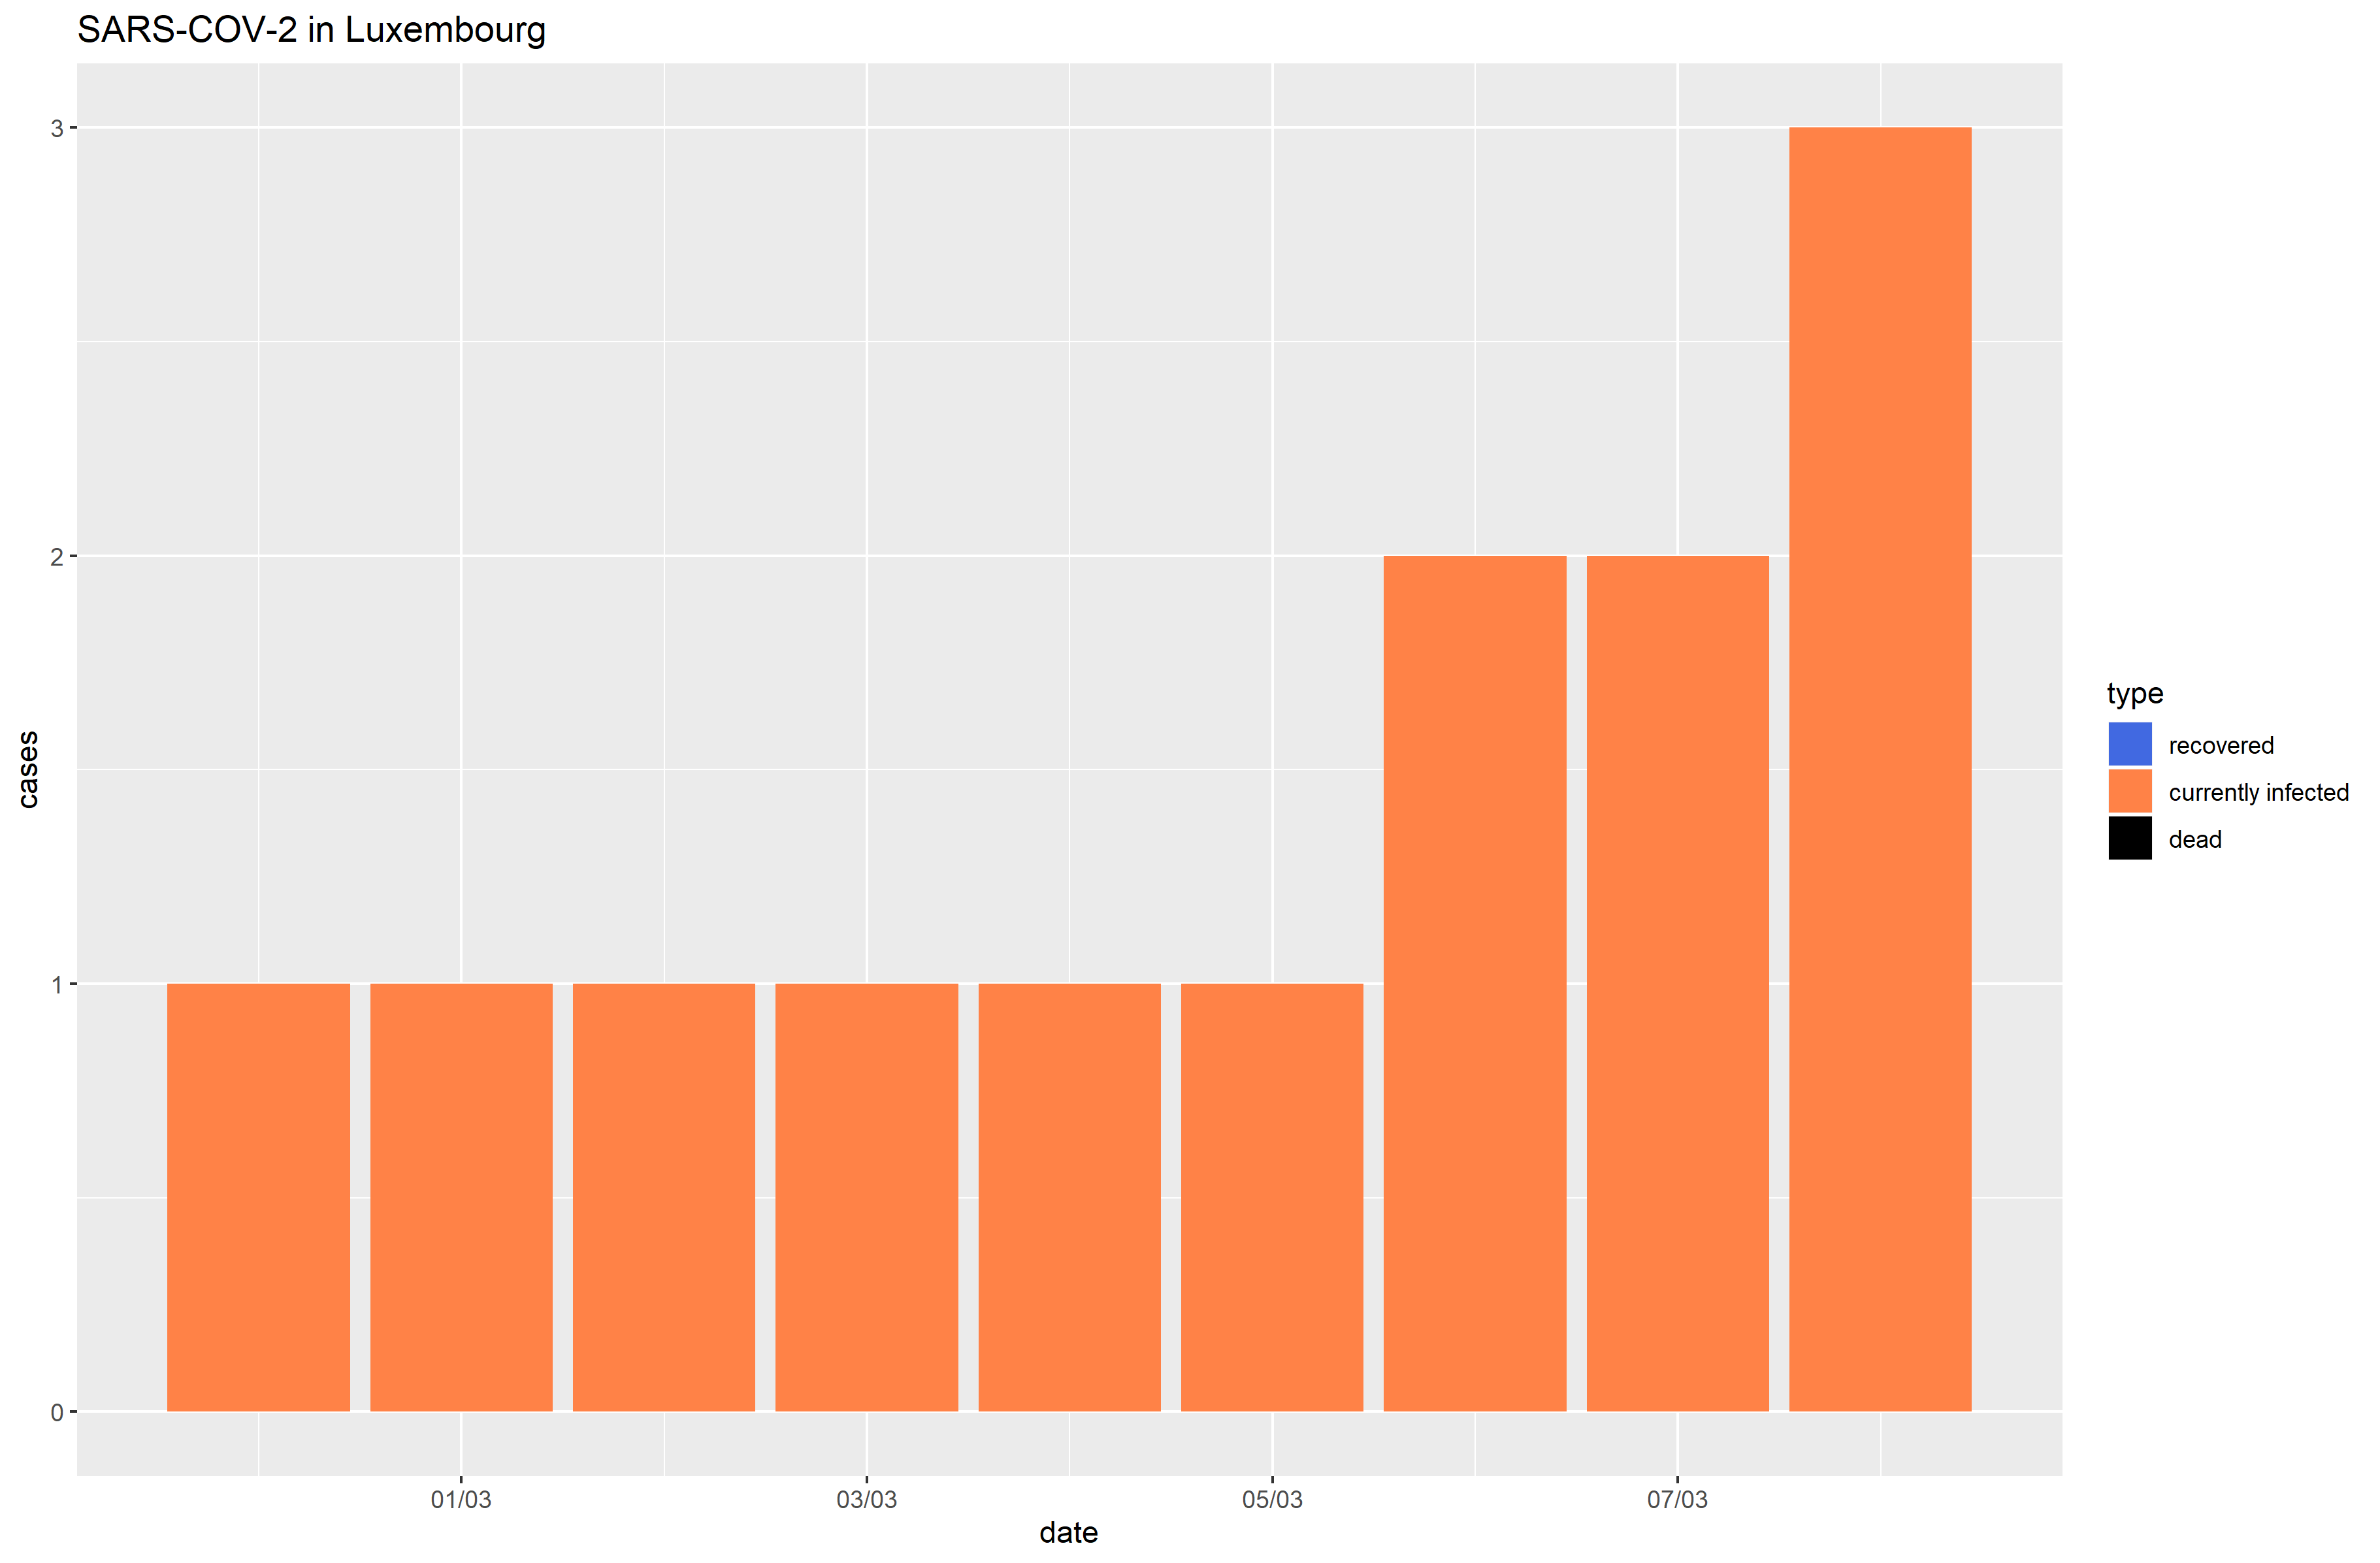 SARS-COV-2 in Luxembourg
3
2
1
0
cases
01/03 03/03 05/03 07/03
date
type
recovered
currently infected
dead